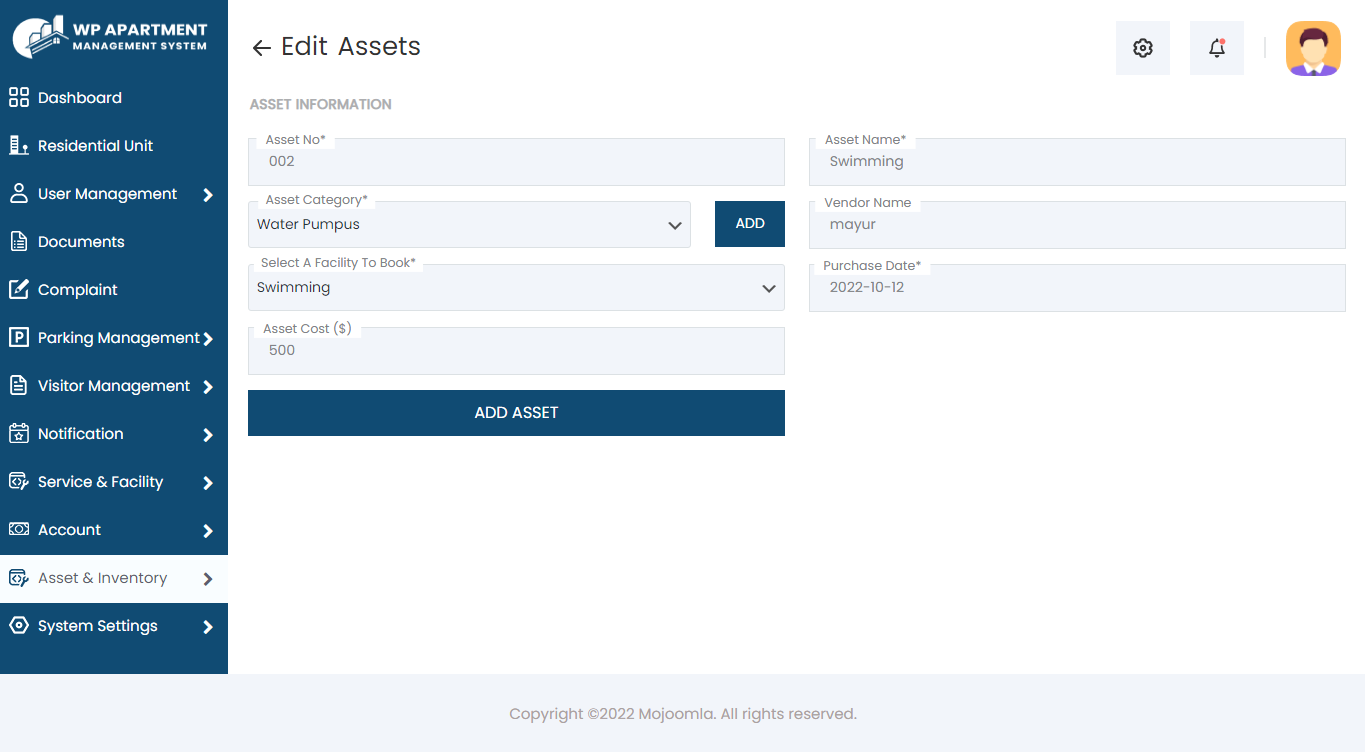 WP APARTMENT
MANAGEMENT SYSTEM
Dashboard
Residential Unit
User Management
Documents
Complaint
Parking Management
Visitor Management
Notification
Service & Facility
Account
Asset & Inventory
System Settings
Edit Assets
ASSET INFORMATION
Asset No*
002
Asset Name*
Swimming
Asset Category*
Water Pumpus
ADD
Vendor Name
mayur
Select A Facility To Book*
Swimming
Purchase Date*
2022-10-12
Asset Cost ($)
500
ADD ASSET
Copyright ©2022 Mojoomla. All rights reserved.